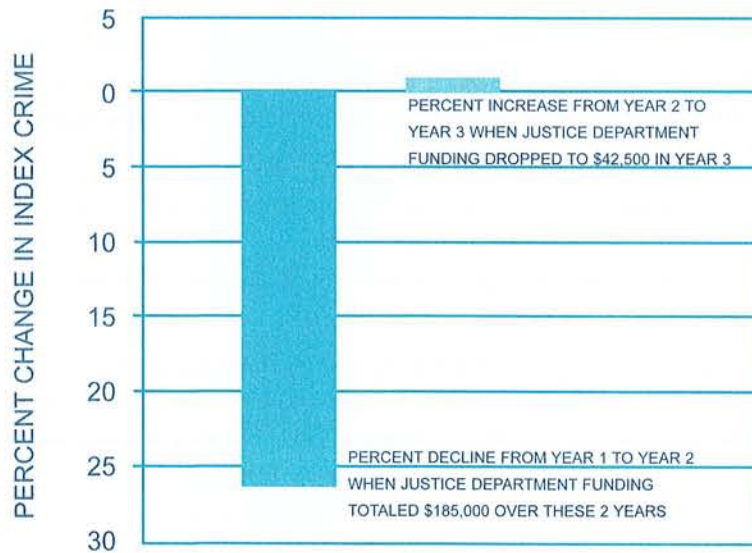 PERCENT CHANGE IN INDEX CRIME
5
0
5
10
15
20
25
30
PERCENT INCREASE FROM YEAR 2 TO
YEAR 3 WHEN JUSTICE DEPARTMENT
FUNDING DROPPED TO $42,500 IN YEAR 3
PERCENT DECLINE FROM YEAR 1 TO YEAR 2
WHEN JUSTICE DEPARTMENT FUNDING
TOTALED $185,000 OVER THESE 2 YEARS